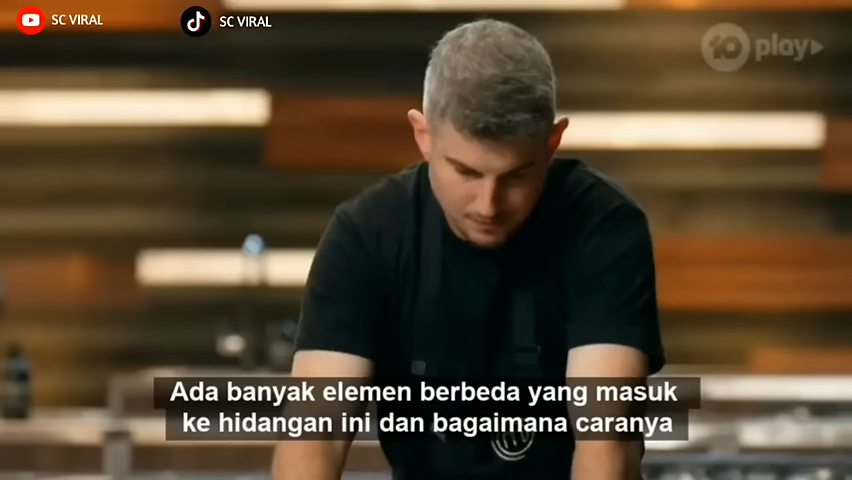 SC VIRAL
SC VIRAL
10 play
Ada banyak elemen berbeda yang masuk
ke hidangan ini dan bagaimana caranya